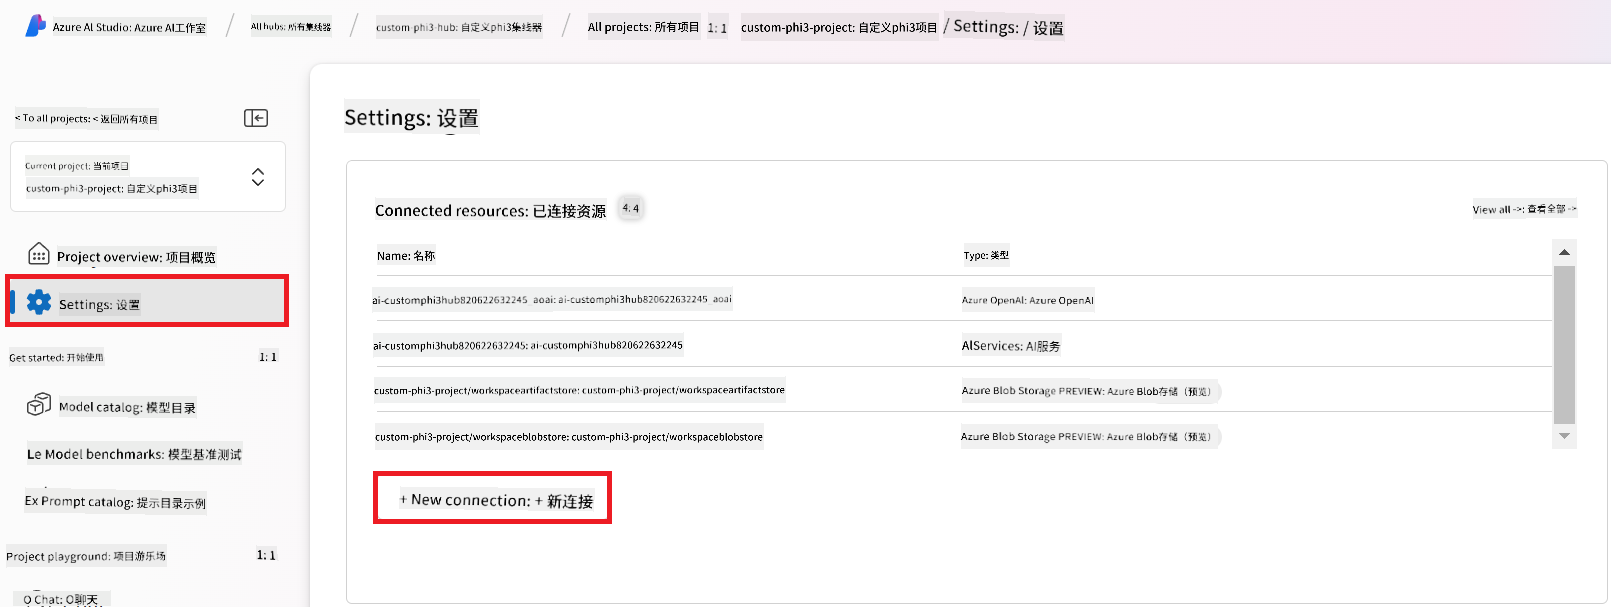 Azure AI Studio: Azure AI工作室 / All hubs: 所有集线器 / custom-phi3-hub: 自定义phi3集线器 / All projects: 所有项目 1: 1 custom-phi3-project: 自定义phi3项目 / Settings: / 设置
< To all projects: < 返回所有项目
Current project: 当前项目
custom-phi3-project: 自定义phi3项目
Project overview: 项目概览
Settings: 设置
Get started: 开始使用 1: 1
Model catalog: 模型目录
Le Model benchmarks: 模型基准测试
Ex Prompt catalog: 提示目录示例
Project playground: 项目游乐场 1: 1
O Chat: O聊天
Settings: 设置
Connected resources: 已连接资源 4: 4
View all ->: 查看全部 ->
Name: 名称 Type: 类型
ai-customphi3hub820622632245_aoai: ai-customphi3hub820622632245_aoai Azure OpenAI: Azure OpenAI
ai-customphi3hub820622632245: ai-customphi3hub820622632245 AIServices: AI服务
custom-phi3-project/workspaceartifactstore: custom-phi3-project/workspaceartifactstore Azure Blob Storage PREVIEW: Azure Blob存储（预览）
custom-phi3-project/workspaceblobstore: custom-phi3-project/workspaceblobstore Azure Blob Storage PREVIEW: Azure Blob存储（预览）
+ New connection: + 新连接